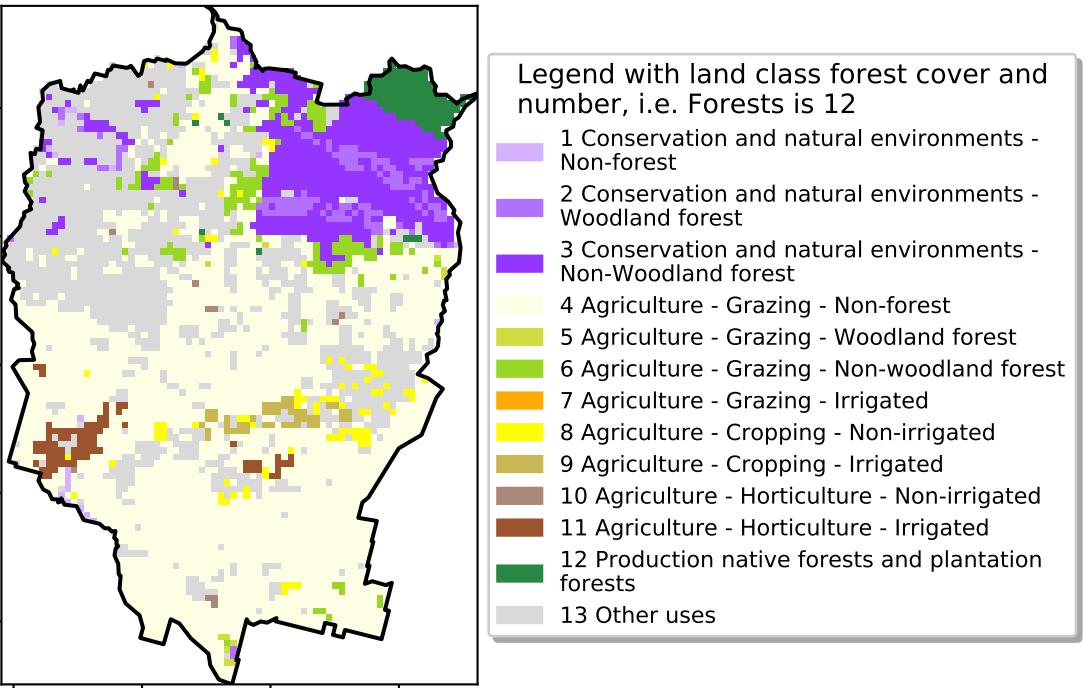 Legend with land class forest cover and
number, i.e. Forests is 12
1 Conservation and natural environments -
Non-forest
2 Conservation and natural environments -
Woodland forest
3 Conservation and natural environments -
Non-Woodland forest
4 Agriculture - Grazing - Non-forest
5 Agriculture - Grazing - Woodland forest
6 Agriculture - Grazing - Non-woodland forest
7 Agriculture - Grazing - Irrigated
8 Agriculture - Cropping - Non-irrigated
9 Agriculture - Cropping - Irrigated
10 Agriculture - Horticulture - Non-irrigated
11 Agriculture - Horticulture - Irrigated
12 Production native forests and plantation
forests
13 Other uses